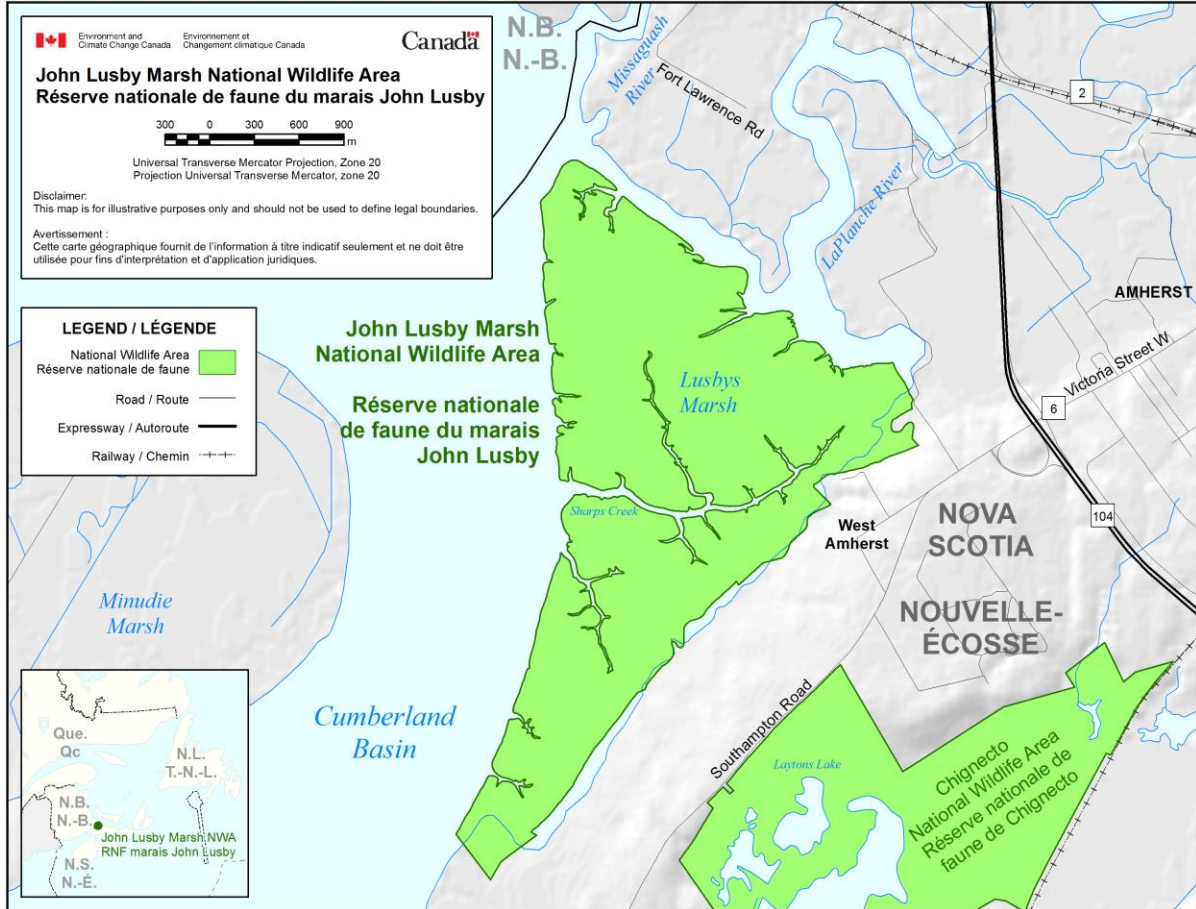 Environment and
Climate Change Canada
Environnement et
Changement climatique Canada
Canada
John Lusby Marsh National Wildlife Area
Réserve nationale de faune du marais John Lusby
300 0 300 600 900
m
Universal Transverse Mercator Projection, Zone 20
Projection Universal Transverse Mercator, zone 20
Disclaimer:
This map is for illustrative purposes only and should not be used to define legal boundaries.
Avertissement :
Cette carte géographique fournit de l'information à titre indicatif seulement et ne doit être
utilisée pour fins d'interprétation et d'application juridiques.
LEGEND / LÉGENDE
National Wildlife Area
Réserve nationale de faune
Road / Route
Expressway / Autoroute
Railway / Chemin
N.B.
N.-B.
Missaguash
River
Fort Lawrence Rd
2
LaPlanche River
AMHERST
Victoria Street W
6
104
John Lusby Marsh
National Wildlife Area
Réserve nationale
de faune du marais
John Lusby
Lusbys
Marsh
Sharps Creek
West
Amherst
NOVA
SCOTIA
NOUVELLE-
ÉCOSSE
Minudie
Marsh
Cumberland
Basin
Southampton Road
Laytons Lake
Chignecto
National Wildlife Area
Réserve nationale de
faune de Chignecto
Que.
Qc
N.L.
T.-N.-L.
N.B.
N.-B.
John Lusby Marsh NWA
RNF marais John Lusby
N.S.
N.-É.